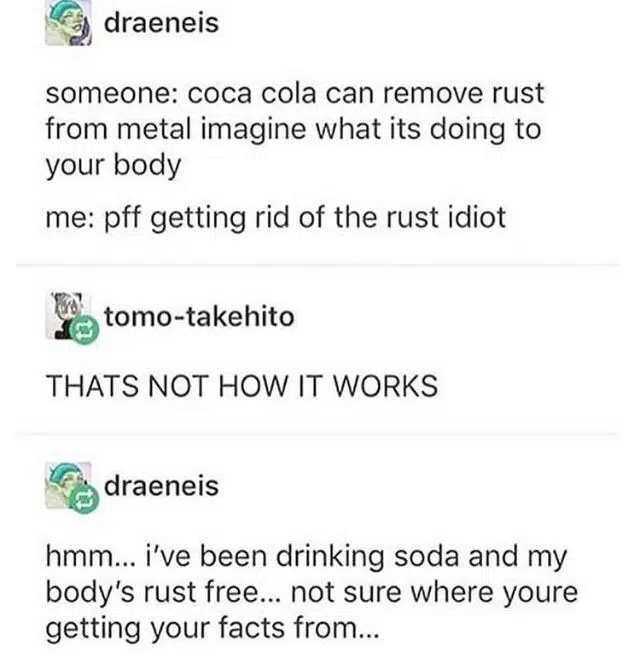 draeneis
someone: coca cola can remove rust
from metal imagine what its doing to
your body
me: pff getting rid of the rust idiot
tomo-takehito
THATS NOT HOW IT WORKS
draeneis
hmm... i've been drinking soda and my
body's rust free... not sure where youre
getting your facts from...